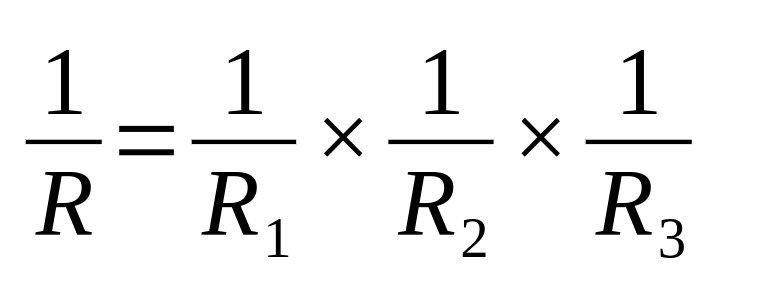 1/R = 1/R₁ × 1/R₂ × 1/R₃